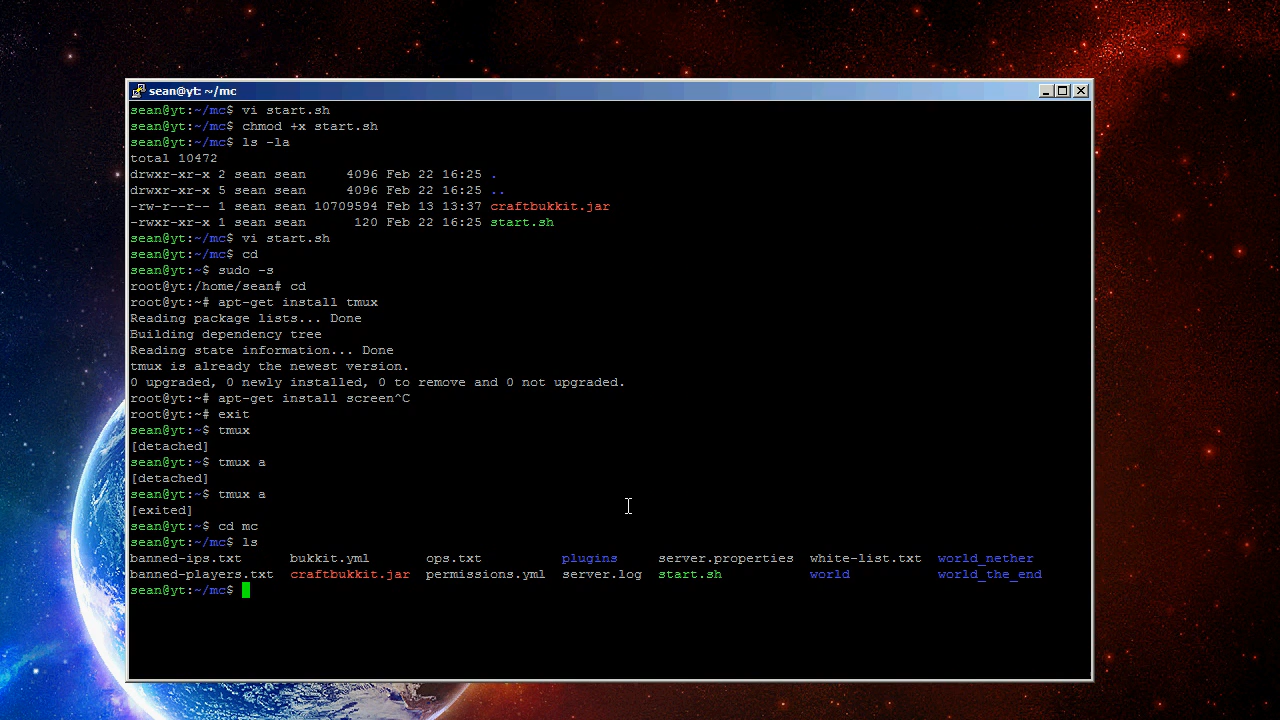 sean@yt: ~/mc
sean@yt:~/mc$ vi start.sh
sean@yt:~/mc$ chmod +x start.sh
sean@yt:~/mc$ ls -la
total 10472
drwxr-xr-x 2 sean sean     4096 Feb 22 16:25 .
drwxr-xr-x 5 sean sean     4096 Feb 22 16:25 ..
-rw-r--r-- 1 sean sean 10709594 Feb 13 13:37 craftbukkit.jar
-rwxr-xr-x 1 sean sean      120 Feb 22 16:25 start.sh
sean@yt:~/mc$ vi start.sh
sean@yt:~/mc$ cd
sean@yt:~$ sudo -s
root@yt:/home/sean# cd
root@yt:~# apt-get install tmux
Reading package lists... Done
Building dependency tree
Reading state information... Done
tmux is already the newest version.
0 upgraded, 0 newly installed, 0 to remove and 0 not upgraded.
root@yt:~# apt-get install screen^C
root@yt:~# exit
sean@yt:~$ tmux
[detached]
sean@yt:~$ tmux a
[detached]
sean@yt:~$ tmux a
[exited]
sean@yt:~$ cd mc
sean@yt:~/mc$ ls
banned-ips.txt      bukkit.yml       ops.txt          plugins     server.properties  white-list.txt  world_nether
banned-players.txt  craftbukkit.jar  permissions.yml  server.log  start.sh           world           world_the_end
sean@yt:~/mc$